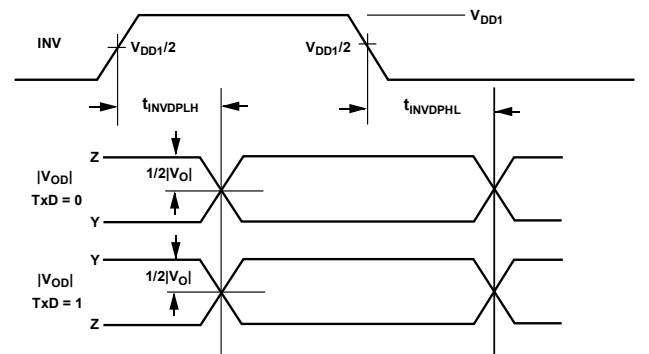 V_DD1
INV
V_DD1/2
V_DD1/2
t_INVDPLH
t_INVDPHL
Z
|V_OD|
TxD = 0
1/2|V_O|
Y
Y
|V_OD|
TxD = 1
1/2|V_O|
Z